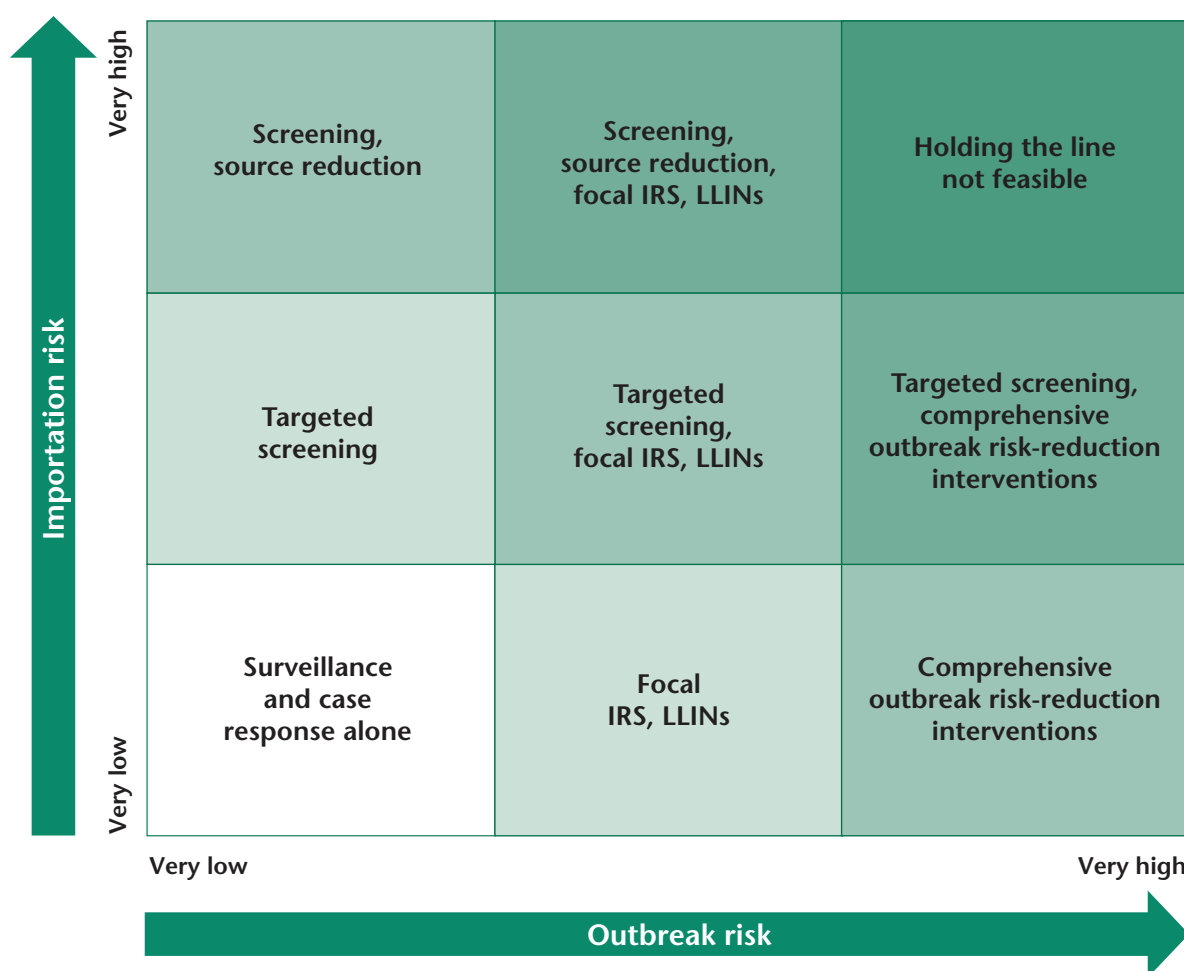 Very high
Screening,
source reduction
Screening,
source reduction,
focal IRS, LLINs
Holding the line
not feasible
Importation risk
Targeted
screening
Targeted
screening,
focal IRS, LLINs
Targeted screening,
comprehensive
outbreak risk-reduction
interventions
Very low
Surveillance
and case
response alone
Focal
IRS, LLINs
Comprehensive
outbreak risk-reduction
interventions
Very low
Very high
Outbreak risk